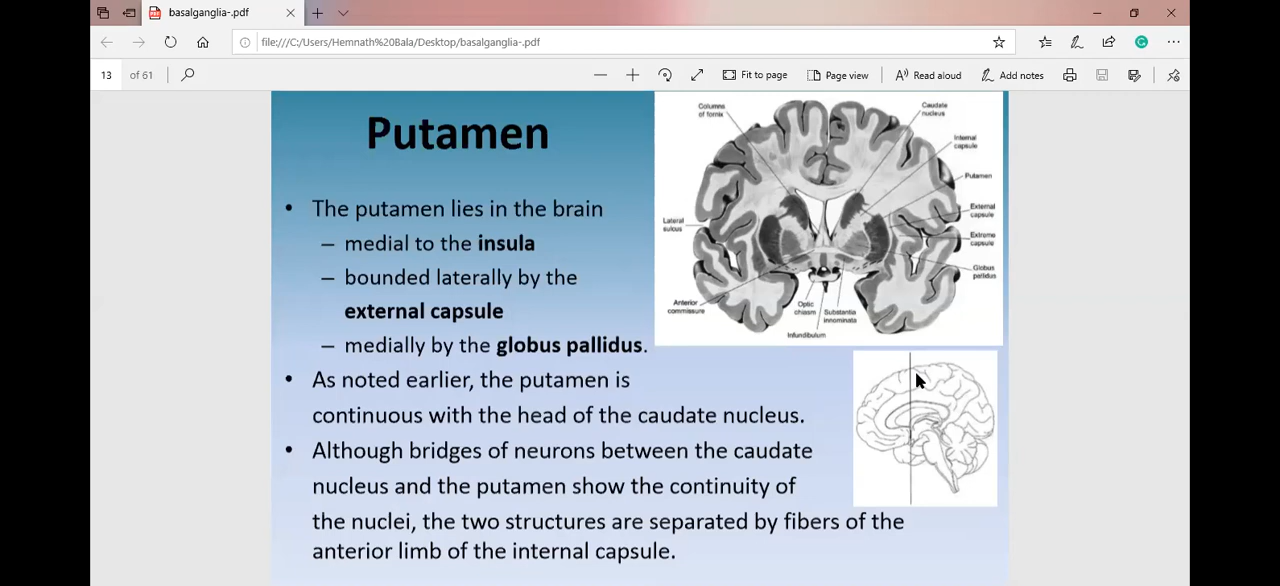 basalganglia-.pdf
file:///C:/Users/Hemnath%20Bala/Desktop/basalganglia-.pdf
13 of 61
Fit to page
Page view
Read aloud
Add notes
Putamen
• The putamen lies in the brain
– medial to the insula
– bounded laterally by the
external capsule
– medially by the globus pallidus.
• As noted earlier, the putamen is
continuous with the head of the caudate nucleus.
• Although bridges of neurons between the caudate
nucleus and the putamen show the continuity of
the nuclei, the two structures are separated by fibers of the
anterior limb of the internal capsule.
Columns
of fornix
Caudate
nucleus
Internal
capsule
Putamen
External
capsule
Extreme
capsule
Globus
pallidus
Lateral
sulcus
Anterior
commissure
Optic
chiasm
Substantia
innominata
Infundibulum